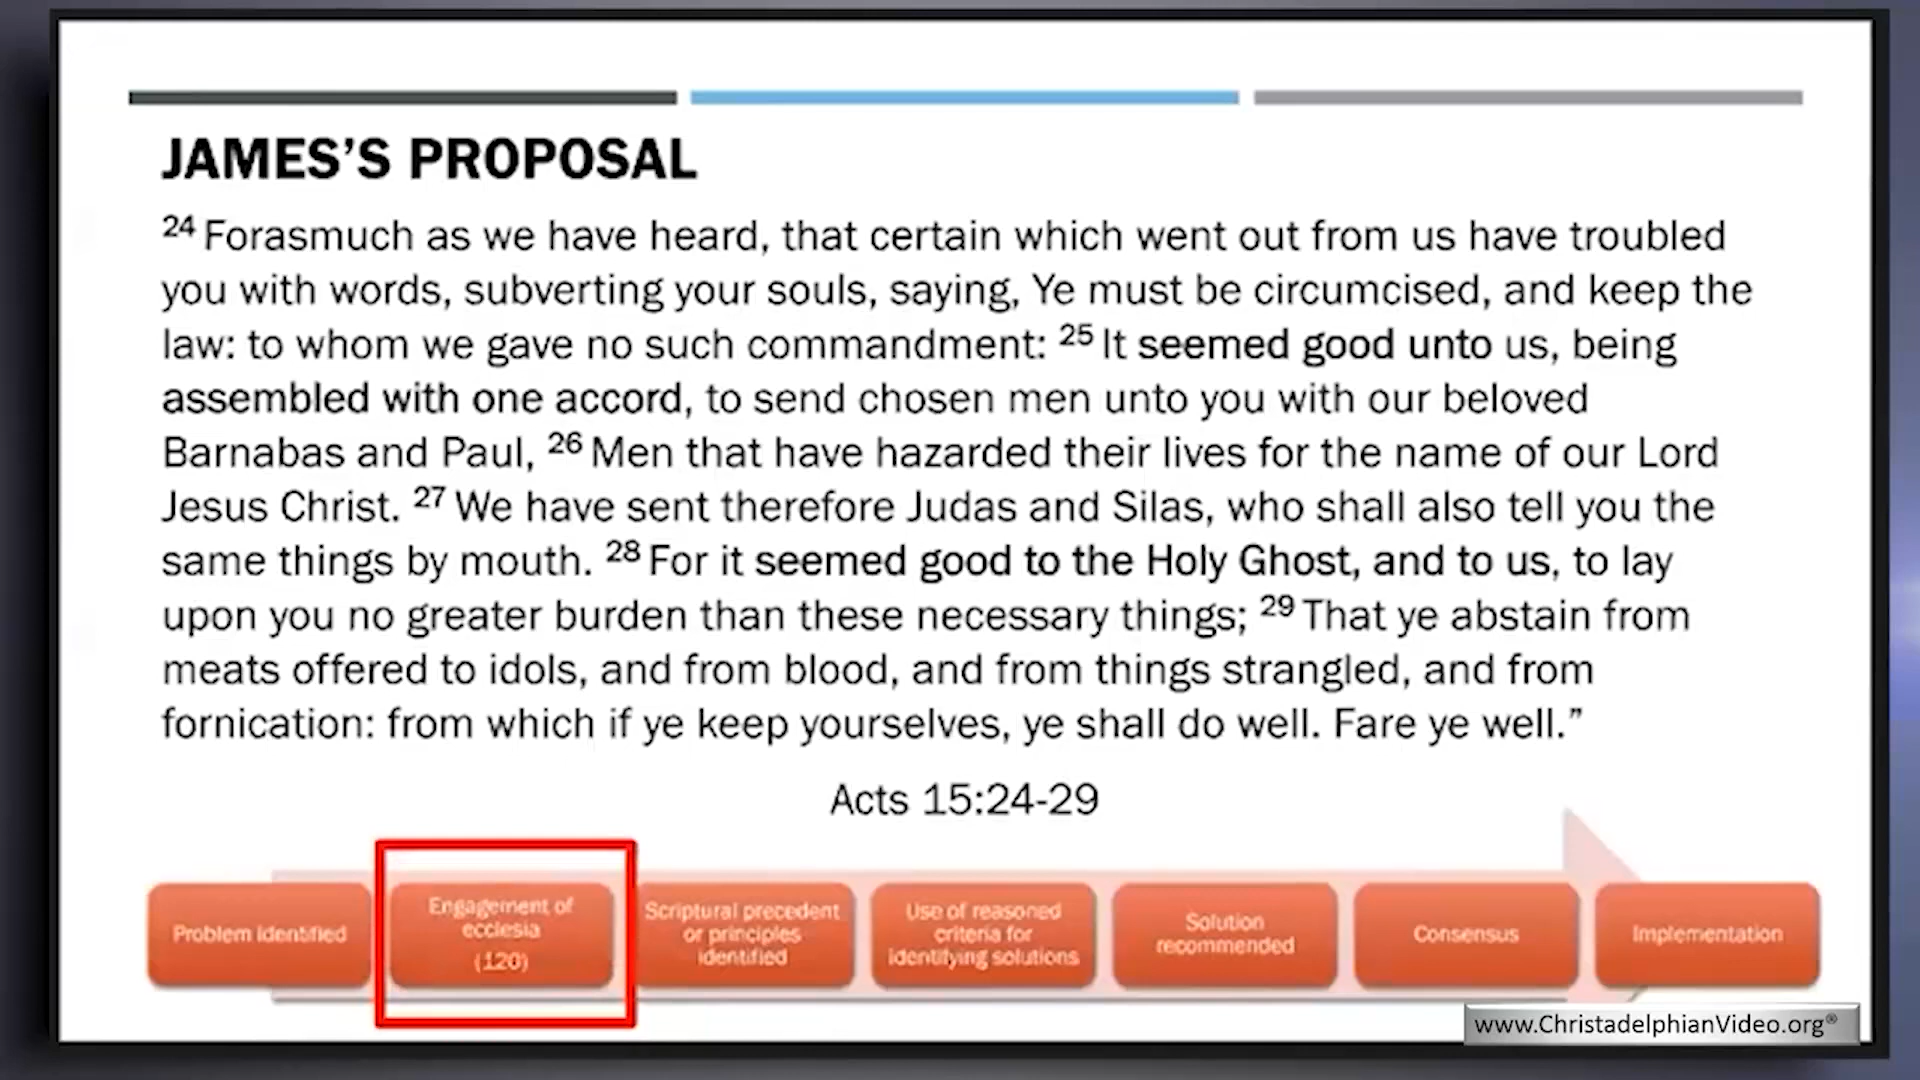 JAMES’S PROPOSAL
24 Forasmuch as we have heard, that certain which went out from us have troubled
you with words, subverting your souls, saying, Ye must be circumcised, and keep the
law: to whom we gave no such commandment: 25 It seemed good unto us, being
assembled with one accord, to send chosen men unto you with our beloved
Barnabas and Paul, 26 Men that have hazarded their lives for the name of our Lord
Jesus Christ. 27 We have sent therefore Judas and Silas, who shall also tell you the
same things by mouth. 28 For it seemed good to the Holy Ghost, and to us, to lay
upon you no greater burden than these necessary things; 29 That ye abstain from
meats offered to idols, and from blood, and from things strangled, and from
fornication: from which if ye keep yourselves, ye shall do well. Fare ye well.”
Acts 15:24-29
Problem identified
Engagement of
ecclesia
(120)
Scriptural precedent
or principles
identified
Use of reasoned
criteria for
identifying solutions
Solution
recommended
Consensus
Implementation
www.ChristadelphianVideo.org®